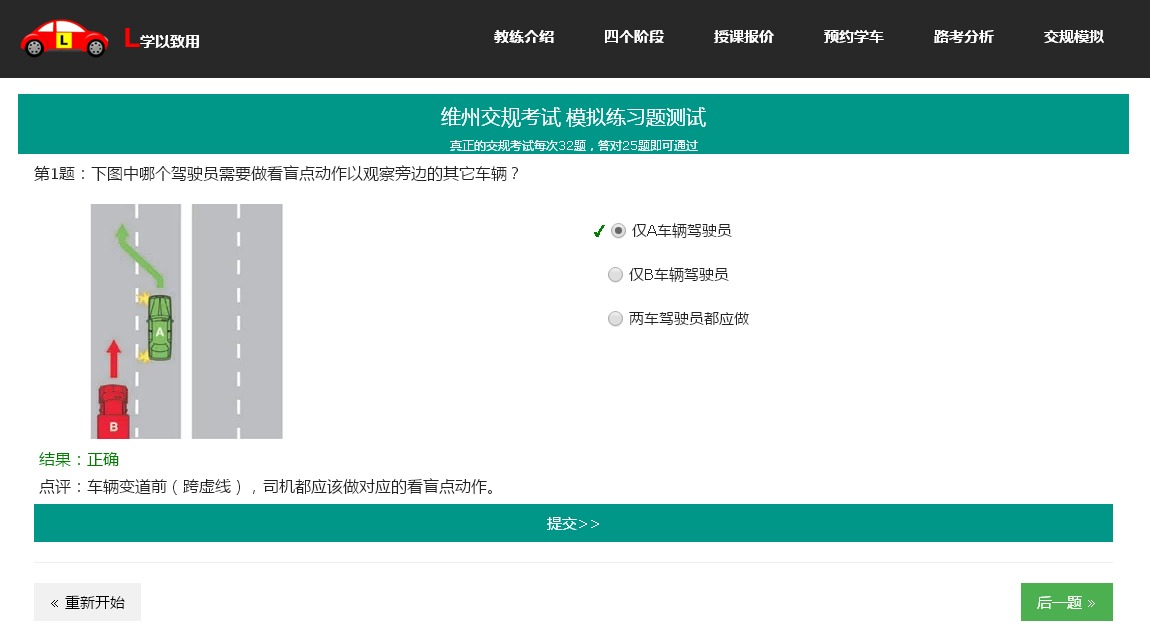 L学以致用
教练介绍 四个阶段 授课报价 预约学车 路考分析 交规模拟
维州交规考试 模拟练习题测试
真正的交规考试每次32题，答对25题即可通过
第1题：下图中哪个驾驶员需要做看盲点动作以观察旁边的其它车辆？
仅A车辆驾驶员
仅B车辆驾驶员
两车驾驶员都应做
L
A
B
结果：正确
点评：车辆变道前（跨虚线），司机都应该做对应的看盲点动作。
提交>>
« 重新开始
后一题 »